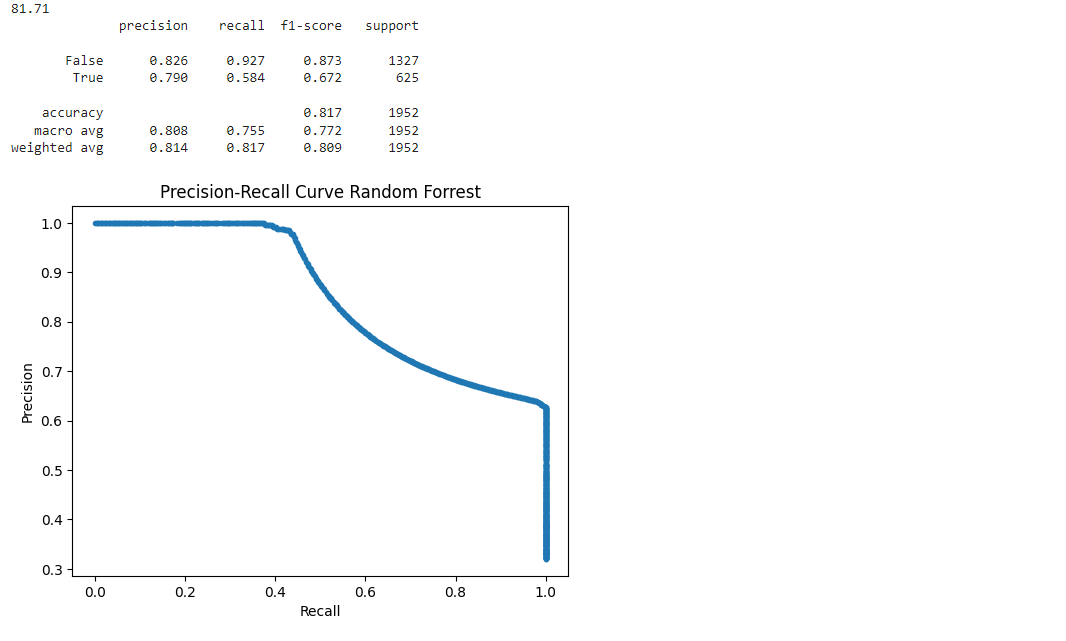 81.71
precision recall f1-score support
False 0.826 0.927 0.873 1327
True 0.790 0.584 0.672 625
accuracy 0.817 1952
macro avg 0.808 0.755 0.772 1952
weighted avg 0.814 0.817 0.809 1952
Precision-Recall Curve Random Forrest
1.0
0.9
0.8
0.7
0.6
0.5
0.4
0.3
Precision
0.0 0.2 0.4 0.6 0.8 1.0
Recall